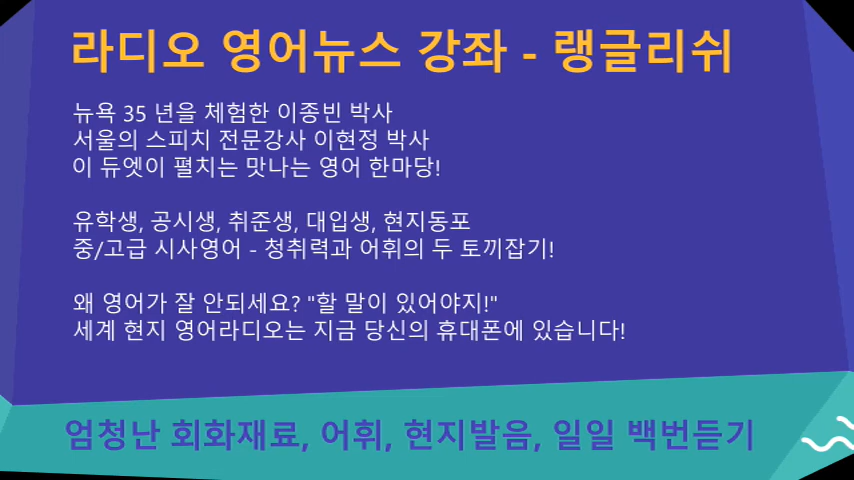 라디오 영어뉴스 강좌 - 랭글리쉬
뉴욕 35 년을 체험한 이종빈 박사
서울의 스피치 전문강사 이현정 박사
이 듀엣이 펼치는 맛나는 영어 한마당!
유학생, 공시생, 취준생, 대입생, 현지동포
중/고급 시사영어 - 청취력과 어휘의 두 토끼잡기!
왜 영어가 잘 안되세요? "할 말이 있어야지!"
세계 현지 영어라디오는 지금 당신의 휴대폰에 있습니다!
엄청난 회화재료, 어휘, 현지발음, 일일 백번듣기